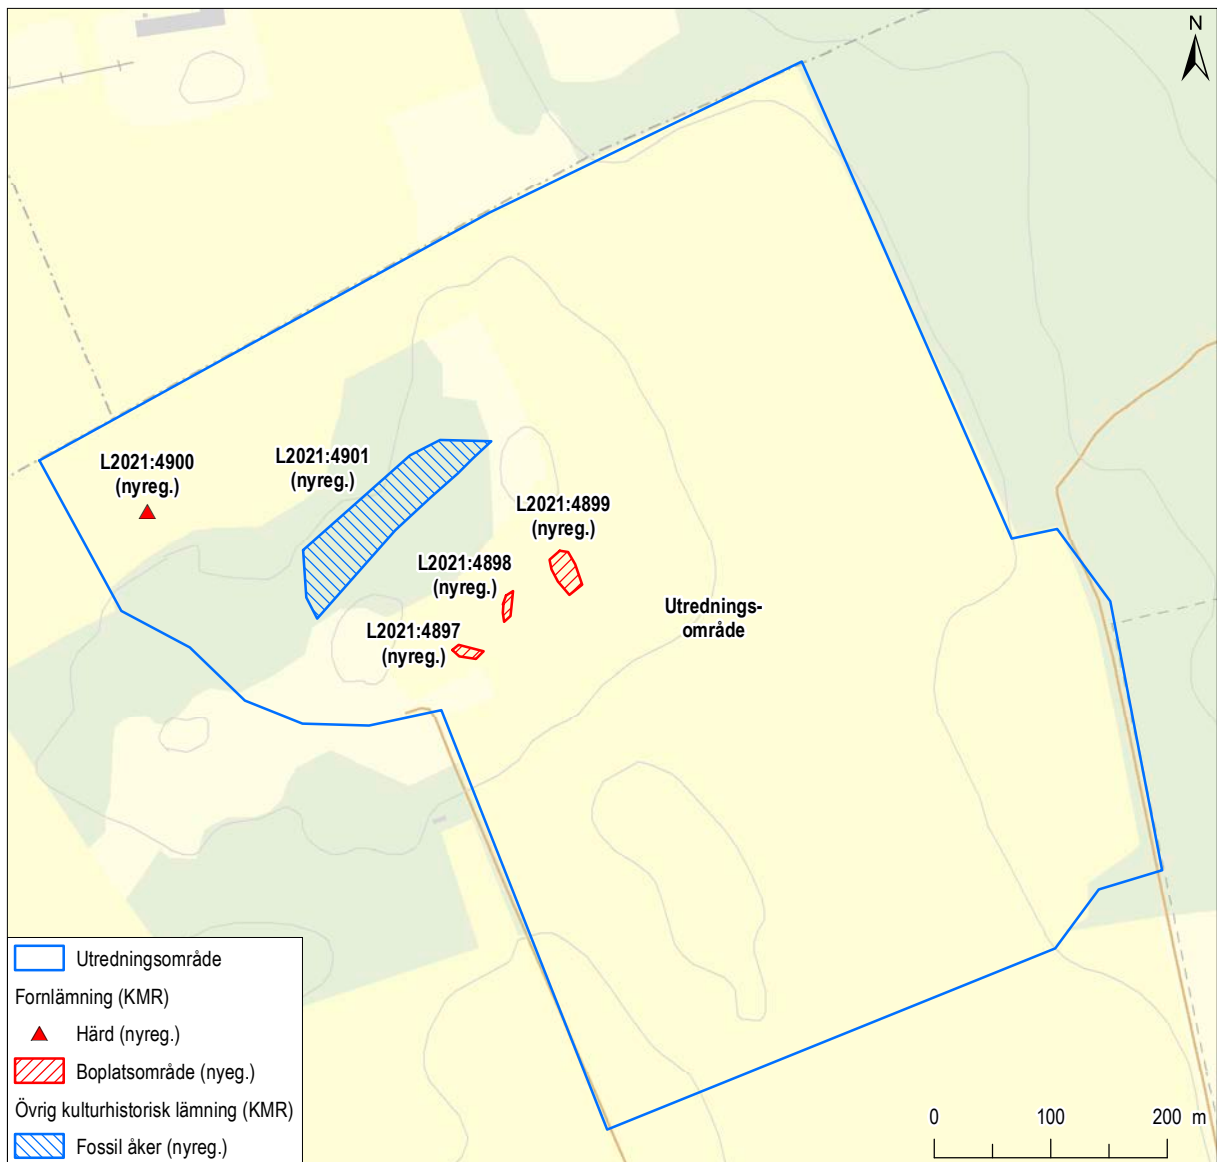 N
L2021:4900
(nyreg.)
L2021:4901
(nyreg.)
L2021:4899
(nyreg.)
L2021:4898
(nyreg.)
L2021:4897
(nyreg.)
Utrednings-
område
Utredningsområde
Fornlämning (KMR)
Härd (nyreg.)
Boplatsområde (nyeg.)
Övrig kulturhistorisk lämning (KMR)
Fossil åker (nyreg.)
0 100 200 m